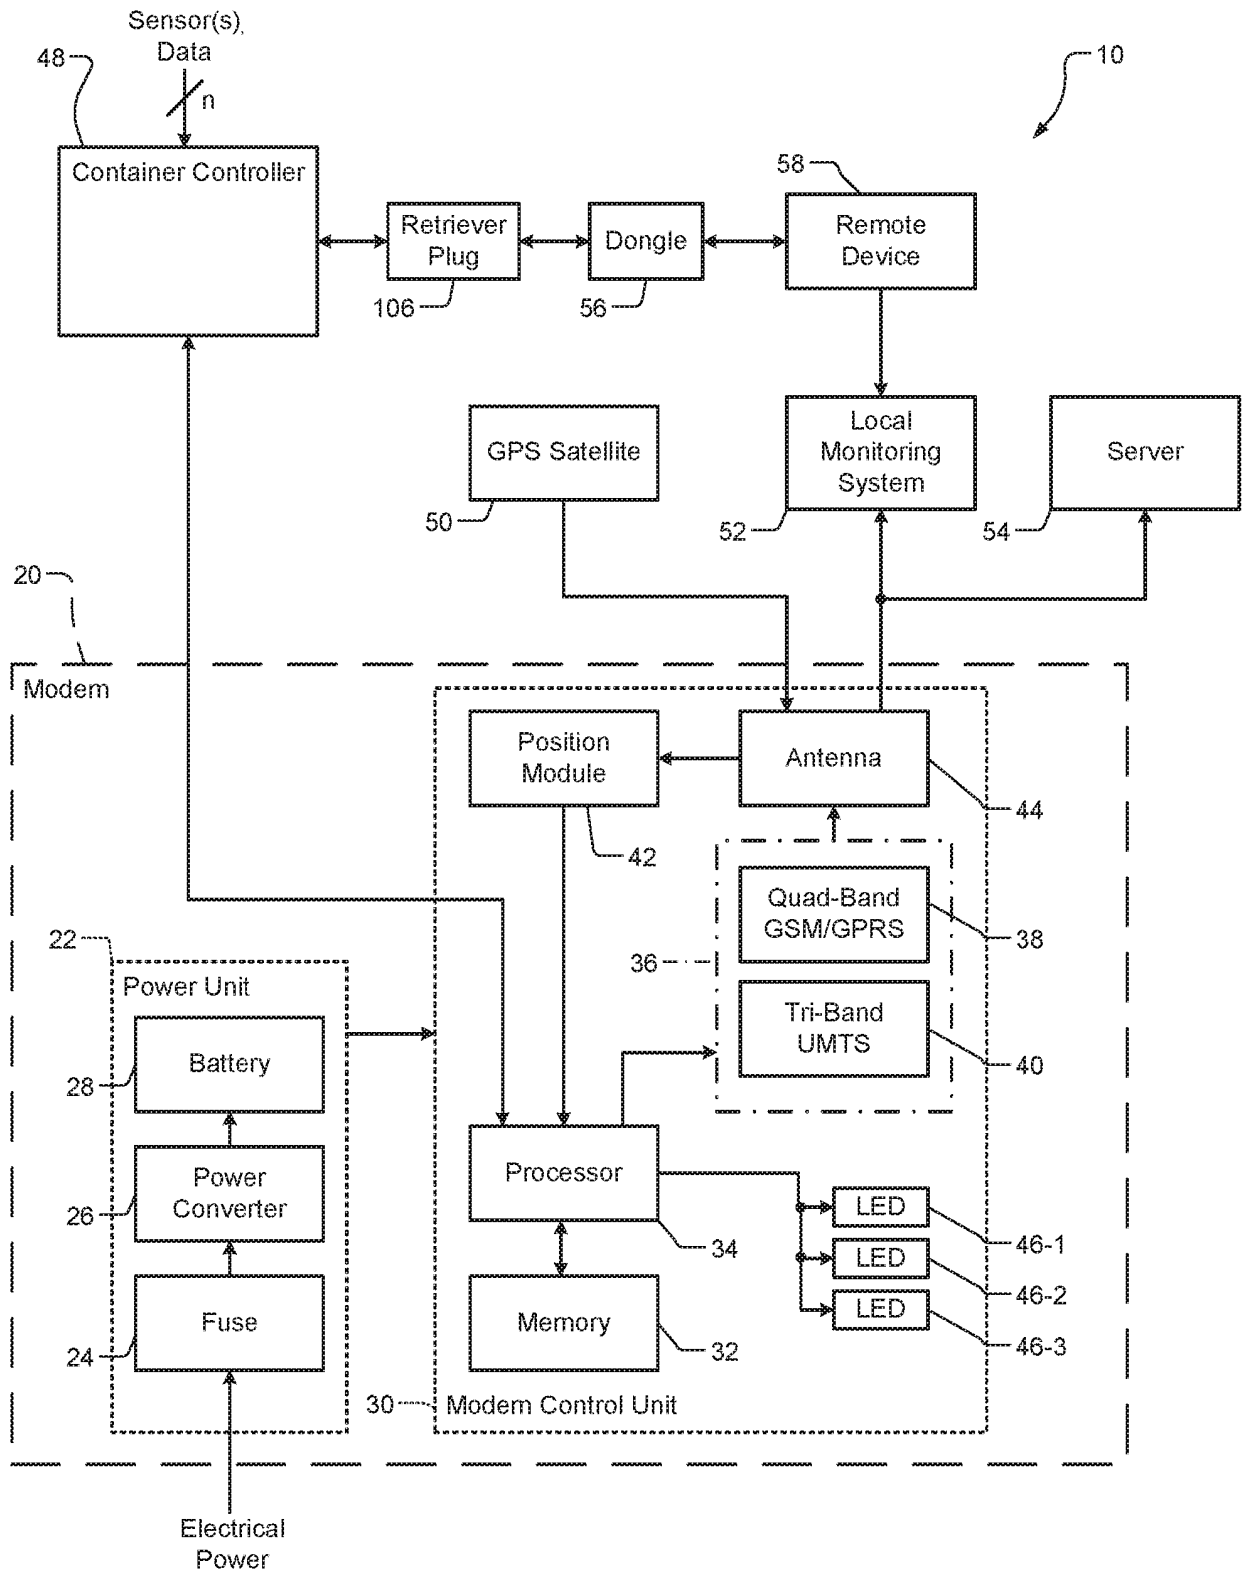 Sensor(s),
Data
48
n
10
Container Controller
58
Retriever
Plug
Dongle
Remote
Device
106
56
GPS Satellite
Local
Monitoring
System
Server
50
52
54
20
Modem
Position
Module
Antenna
44
42
Quad-Band
GSM/GPRS
38
36
22
Power Unit
Tri-Band
UMTS
40
Battery
28
Processor
Power
Converter
26
34
LED
46-1
LED
46-2
LED
46-3
Fuse
24
Memory
32
30
Modem Control Unit
Electrical
Power